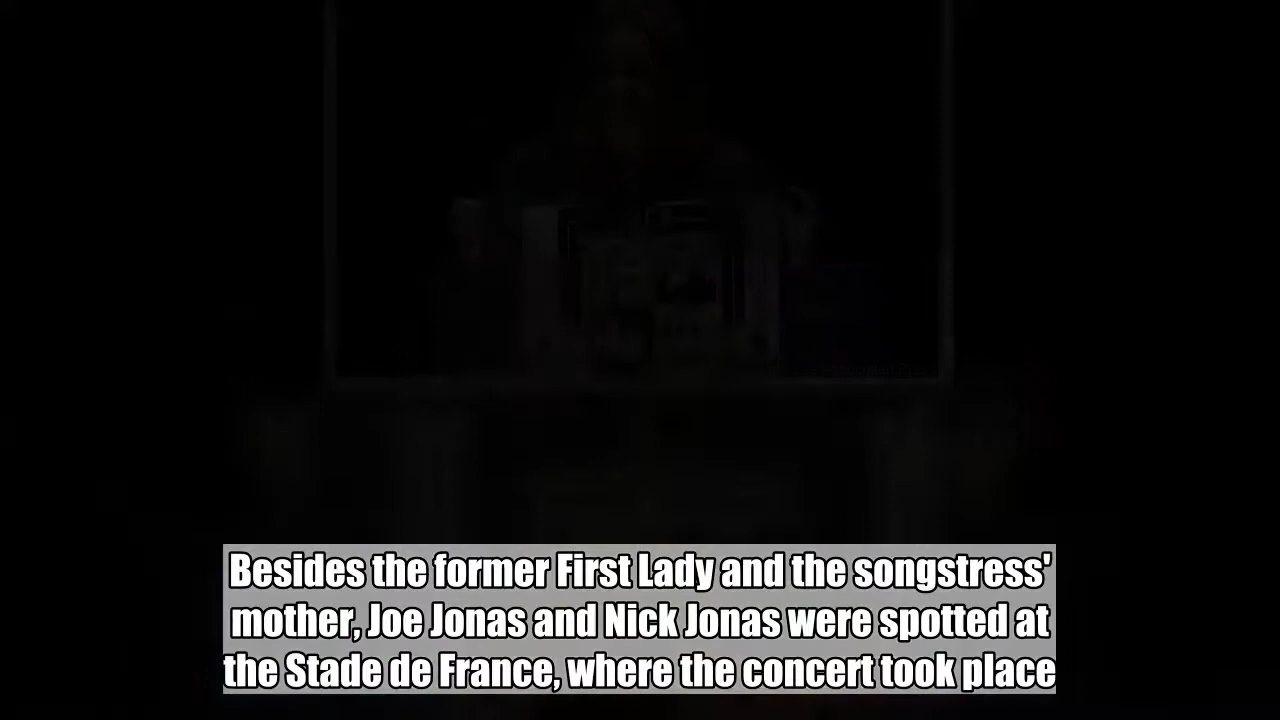 Besides the former First Lady and the songstress'
mother, Joe Jonas and Nick Jonas were spotted at
the Stade de France, where the concert took place